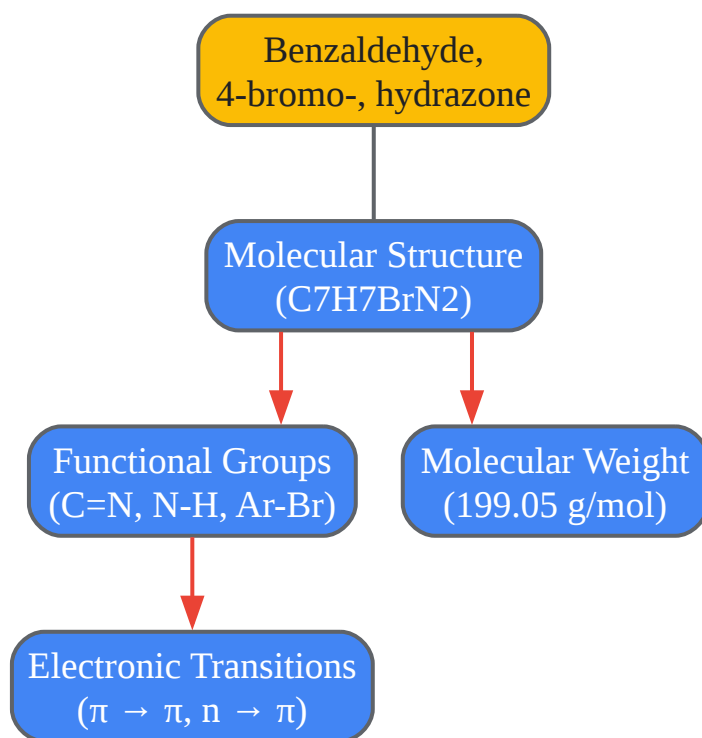 Benzaldehyde,
4-bromo-, hydrazone
Molecular Structure
(C7H7BrN2)
Functional Groups
(C=N, N-H, Ar-Br)
Molecular Weight
(199.05 g/mol)
Electronic Transitions
(π → π, n → π)